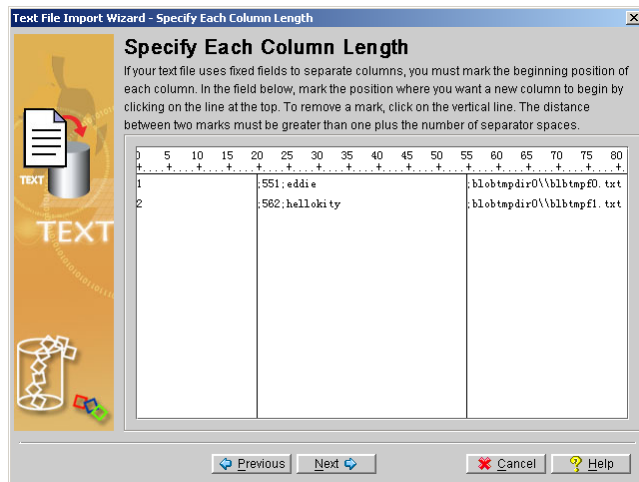 Text File Import Wizard - Specify Each Column Length
Specify Each Column Length
If your text file uses fixed fields to separate columns, you must mark the beginning position of
each column. In the field below, mark the position where you want a new column to begin by
clicking on the line at the top. To remove a mark, click on the vertical line. The distance
between two marks must be greater than one plus the number of separator spaces.
0 5 10 15 20 25 30 35 40 45 50 55 60 65 70 75 80
+....+....+....+....+....+....+....+....+....+....+....+....+....+....+....+....+.
1 ;551;eddie ;blobtmpdir0\\blbtmpf0.txt
2 ;562;hellokity ;blobtmpdir0\\blbtmpf1.txt
TEXT
TEXT
Previous Next Cancel Help